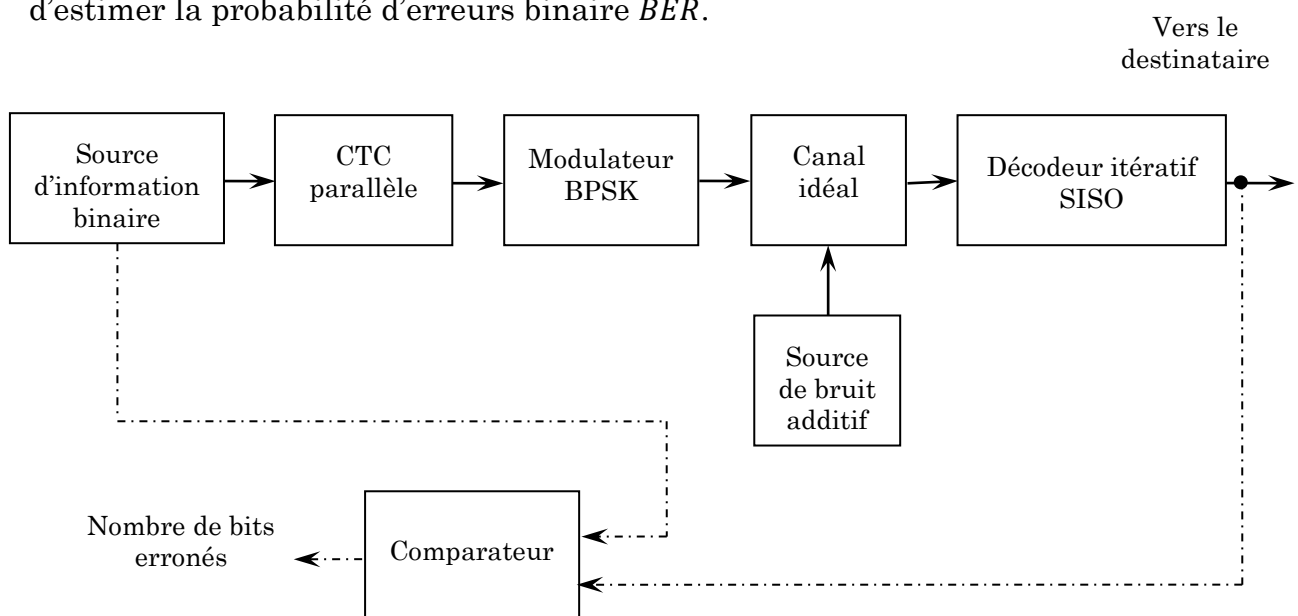 d'estimer la probabilité d'erreurs binaire BER.
Vers le
destinataire
Source
d'information
binaire
CTC
parallèle
Modulateur
BPSK
Canal
idéal
Décodeur itératif
SISO
Source
de bruit
additif
Nombre de bits
erronés
Comparateur